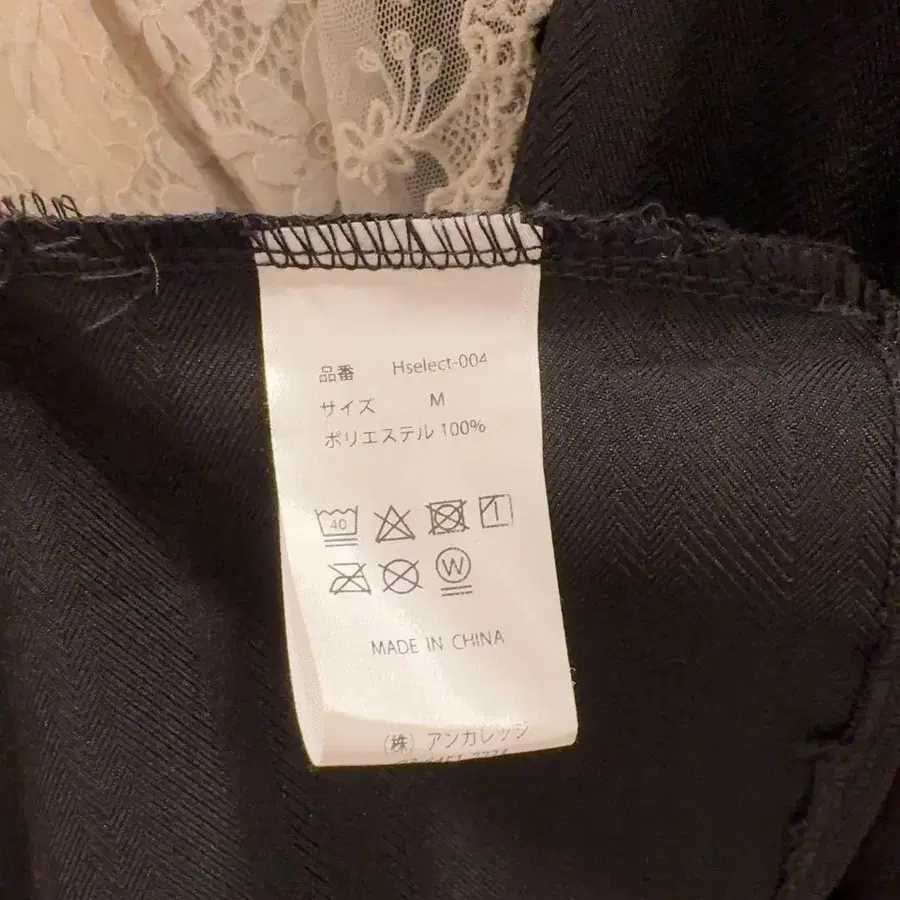 品番 Hselect-004
サイズ M
ポリエステル 100%
40
W
MADE IN CHINA
(株) アンカレッジ